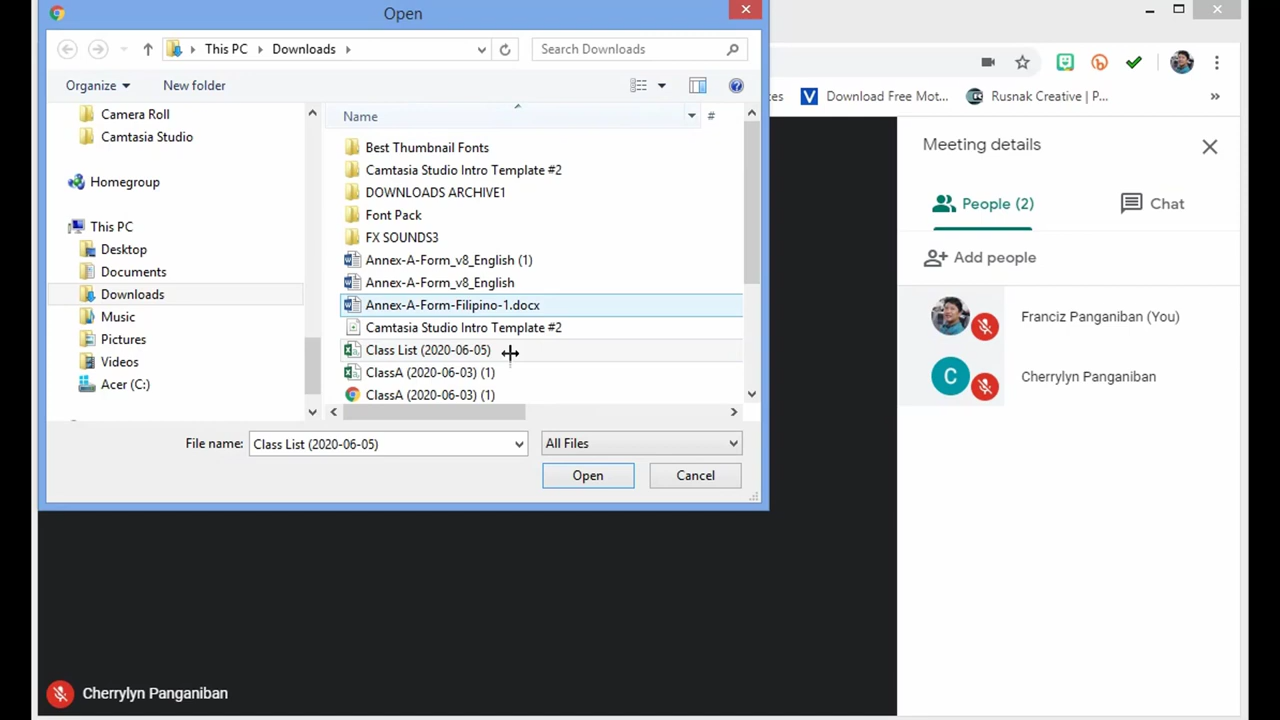 Open
This PC
Downloads
Search Downloads
Organize
New folder
Camera Roll
Camtasia Studio
Homegroup
This PC
Desktop
Documents
Downloads
Music
Pictures
Videos
Acer (C:)
Name
#
Best Thumbnail Fonts
Camtasia Studio Intro Template #2
DOWNLOADS ARCHIVE1
Font Pack
FX SOUNDS3
Annex-A-Form_v8_English (1)
Annex-A-Form_v8_English
Annex-A-Form-Filipino-1.docx
Camtasia Studio Intro Template #2
Class List (2020-06-05)
ClassA (2020-06-03) (1)
ClassA (2020-06-03) (1)
File name:
Class List (2020-06-05)
All Files
Open
Cancel
Download Free Mot...
Rusnak Creative | P...
Meeting details
People (2)
Chat
Add people
Franciz Panganiban (You)
C
Cherrylyn Panganiban
Cherrylyn Panganiban